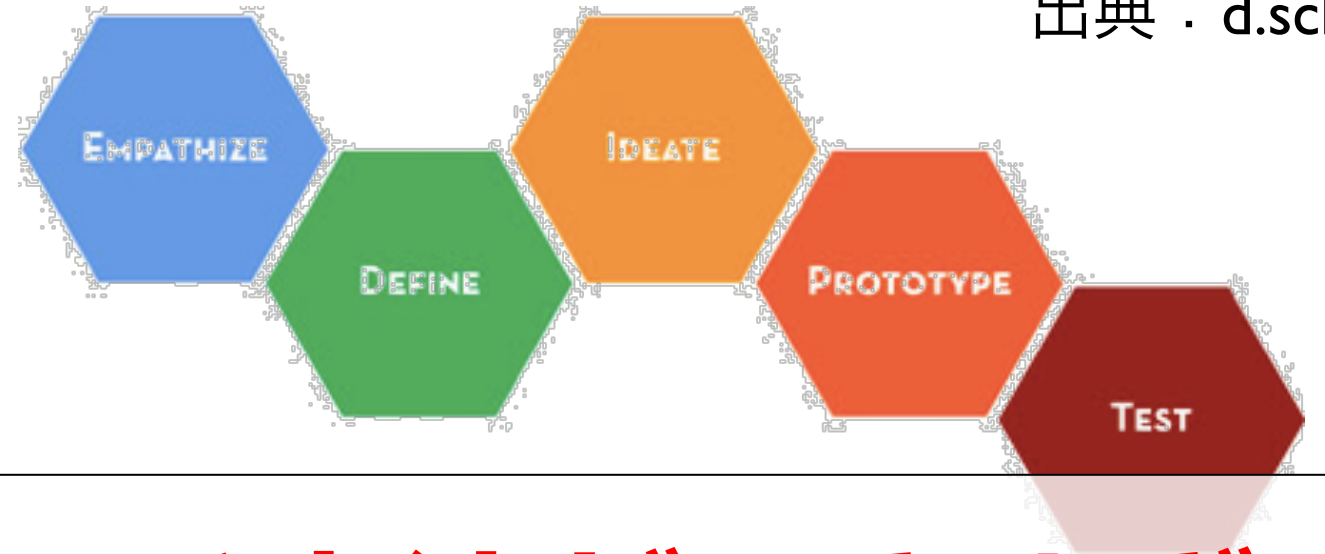 出典:d.sc
EMPATHIZE
IDEATE
DEFINE
PROTOTYPE
TEST